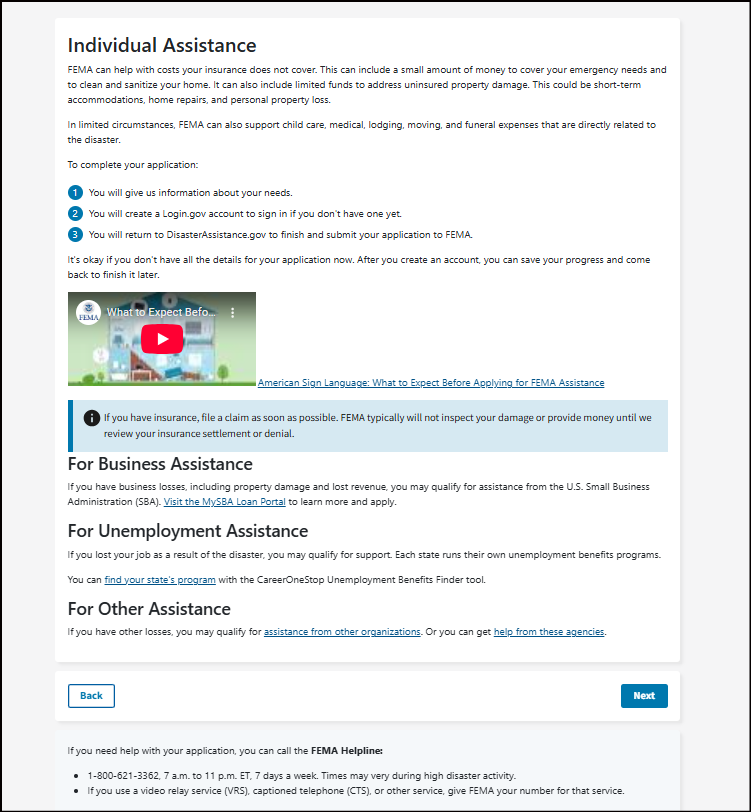 Individual Assistance
FEMA can help with costs your insurance does not cover. This can include a small amount of money to cover your emergency needs and
to clean and sanitize your home. It can also include limited funds to address uninsured property damage. This could be short-term
accommodations, home repairs, and personal property loss.
In limited circumstances, FEMA can also support child care, medical, lodging, moving, and funeral expenses that are directly related to
the disaster.
To complete your application:
1 You will give us information about your needs.
2 You will create a Login.gov account to sign in if you don't have one yet.
3 You will return to DisasterAssistance.gov to finish and submit your application to FEMA.
It's okay if you don't have all the details for your application now. After you create an account, you can save your progress and come
back to finish it later.
FEMA What to Expect Befo...
American Sign Language: What to Expect Before Applying for FEMA Assistance
If you have insurance, file a claim as soon as possible. FEMA typically will not inspect your damage or provide money until we
review your insurance settlement or denial.
For Business Assistance
If you have business losses, including property damage and lost revenue, you may qualify for assistance from the U.S. Small Business
Administration (SBA). Visit the MySBA Loan Portal to learn more and apply.
For Unemployment Assistance
If you lost your job as a result of the disaster, you may qualify for support. Each state runs their own unemployment benefits programs.
You can find your state's program with the CareerOneStop Unemployment Benefits Finder tool.
For Other Assistance
If you have other losses, you may qualify for assistance from other organizations. Or you can get help from these agencies.
Back Next
If you need help with your application, you can call the FEMA Helpline:
• 1-800-621-3362, 7 a.m. to 11 p.m. ET, 7 days a week. Times may very during high disaster activity.
• If you use a video relay service (VRS), captioned telephone (CTS), or other service, give FEMA your number for that service.